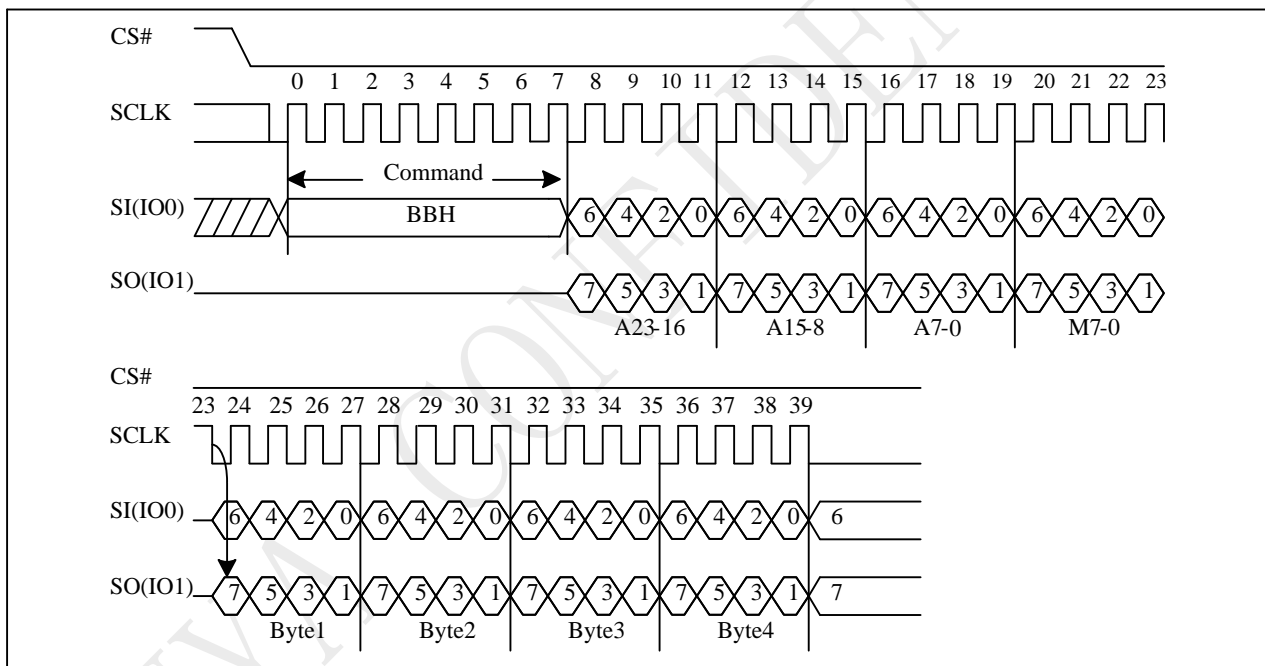 CS#
0 1 2 3 4 5 6 7 8 9 10 11 12 13 14 15 16 17 18 19 20 21 22 23
SCLK
Command
SI(IO0) BBH 6 4 2 0 6 4 2 0 6 4 2 0 6 4 2 0
SO(IO1) 7 5 3 1 7 5 3 1 7 5 3 1 7 5 3 1
A23-16 A15-8 A7-0 M7-0
CS#
23 24 25 26 27 28 29 30 31 32 33 34 35 36 37 38 39
SCLK
SI(IO0) 6 4 2 0 6 4 2 0 6 4 2 0 6 4 2 0 6
SO(IO1) 7 5 3 1 7 5 3 1 7 5 3 1 7 5 3 1 7
Byte1 Byte2 Byte3 Byte4